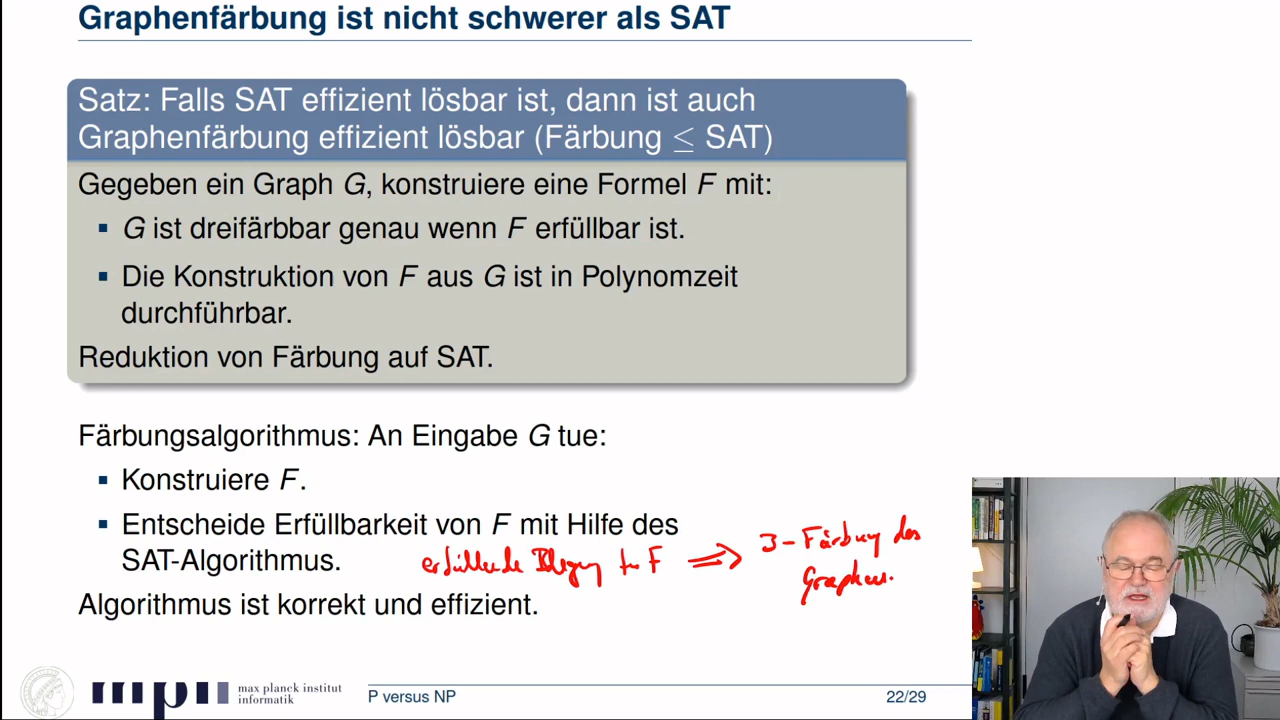 Graphenfärbung ist nicht schwerer als SAT
Satz: Falls SAT effizient lösbar ist, dann ist auch
Graphenfärbung effizient lösbar (Färbung ≤ SAT)
Gegeben ein Graph G, konstruiere eine Formel F mit:
▪ G ist dreifärbbar genau wenn F erfüllbar ist.
▪ Die Konstruktion von F aus G ist in Polynomzeit
durchführbar.
Reduktion von Färbung auf SAT.
Färbungsalgorithmus: An Eingabe G tue:
▪ Konstruiere F.
▪ Entscheide Erfüllbarkeit von F mit Hilfe des
SAT-Algorithmus.
erfüllende Belegung für F ⇒ 3-Färbung des
Graphen.
Algorithmus ist korrekt und effizient.
max planck institut
informatik
P versus NP
22/29